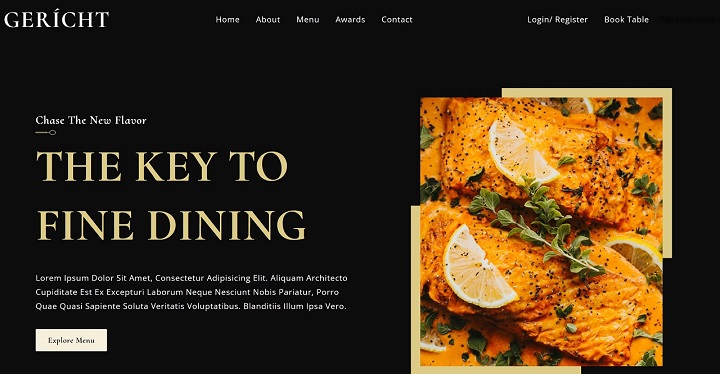 GERÍCHT
Home About Menu Awards Contact
Login/ Register Book Table
Chase The New Flavor
THE KEY TO
FINE DINING
Lorem Ipsum Dolor Sit Amet, Consectetur Adipisicing Elit. Aliquam Architecto
Cupiditate Est Ex Excepturi Laborum Neque Nesciunt Nobis Pariatur, Porro
Quae Quasi Sapiente Soluta Veritatis Voluptatibus. Blanditiis Illum Ipsa Vero.
Explore Menu